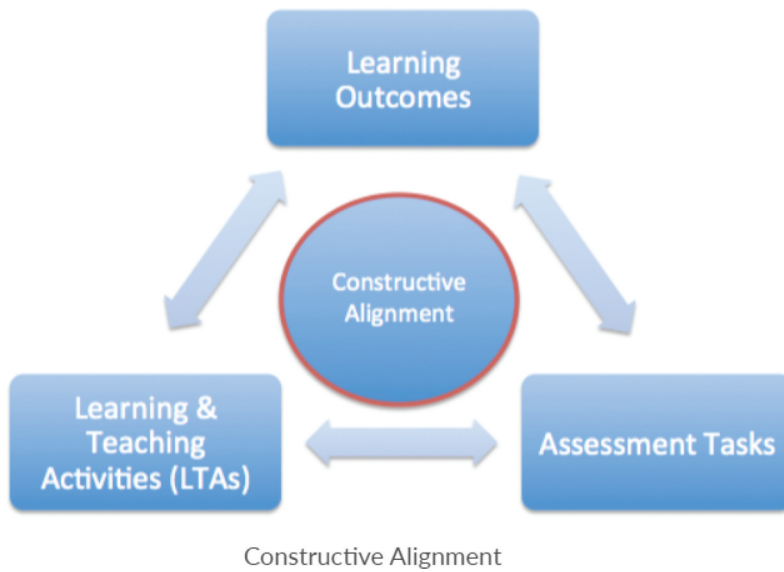 Learning
Outcomes
Constructive
Alignment
Learning &
Teaching
Activities (LTAs)
Assessment Tasks
Constructive Alignment